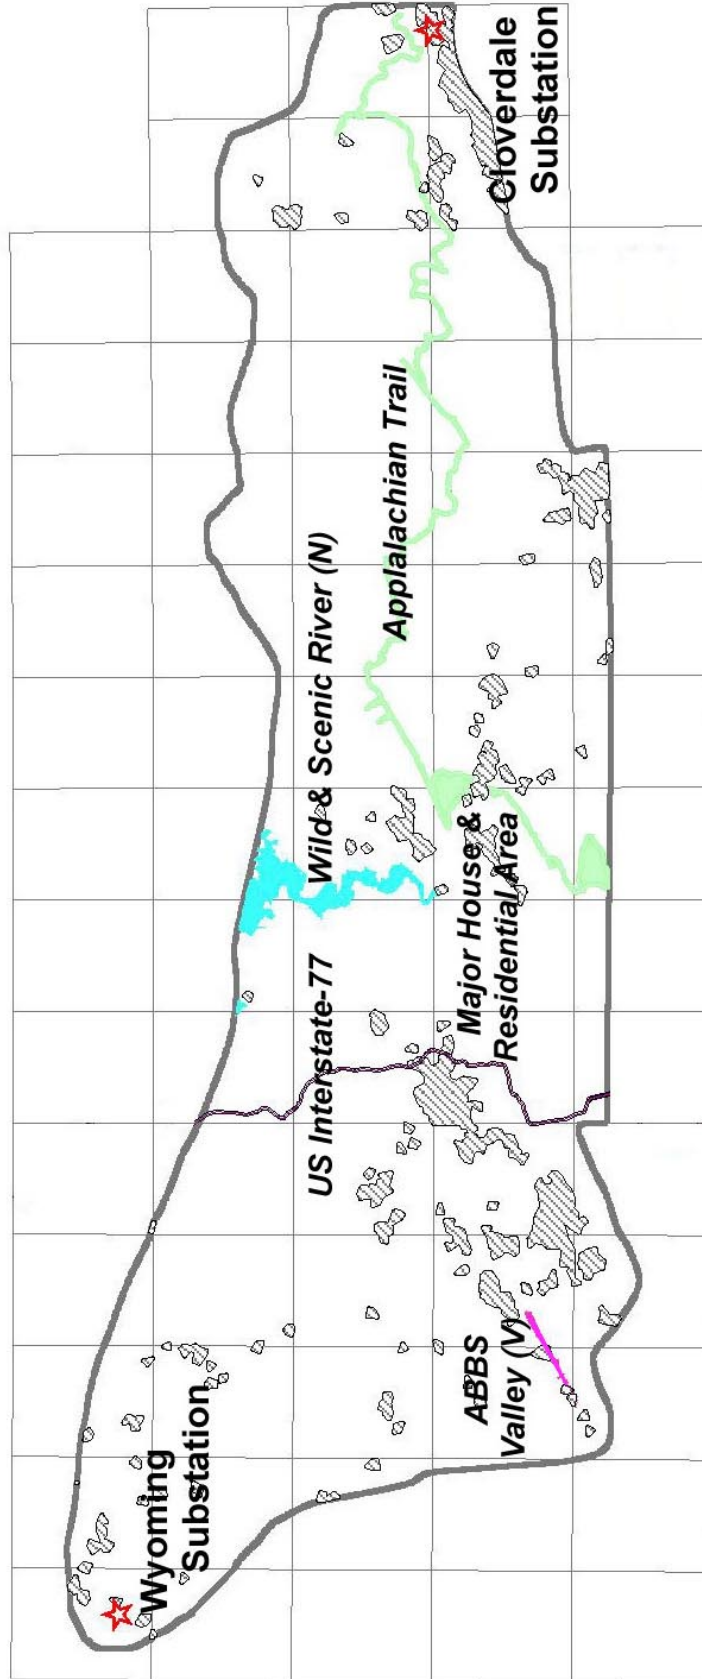 Wyoming
Substation
ABBS
Valley (V)
US Interstate-77
Major House &
Residential Area
Wild & Scenic River (N)
Applalachian Trail
Cloverdale
Substation